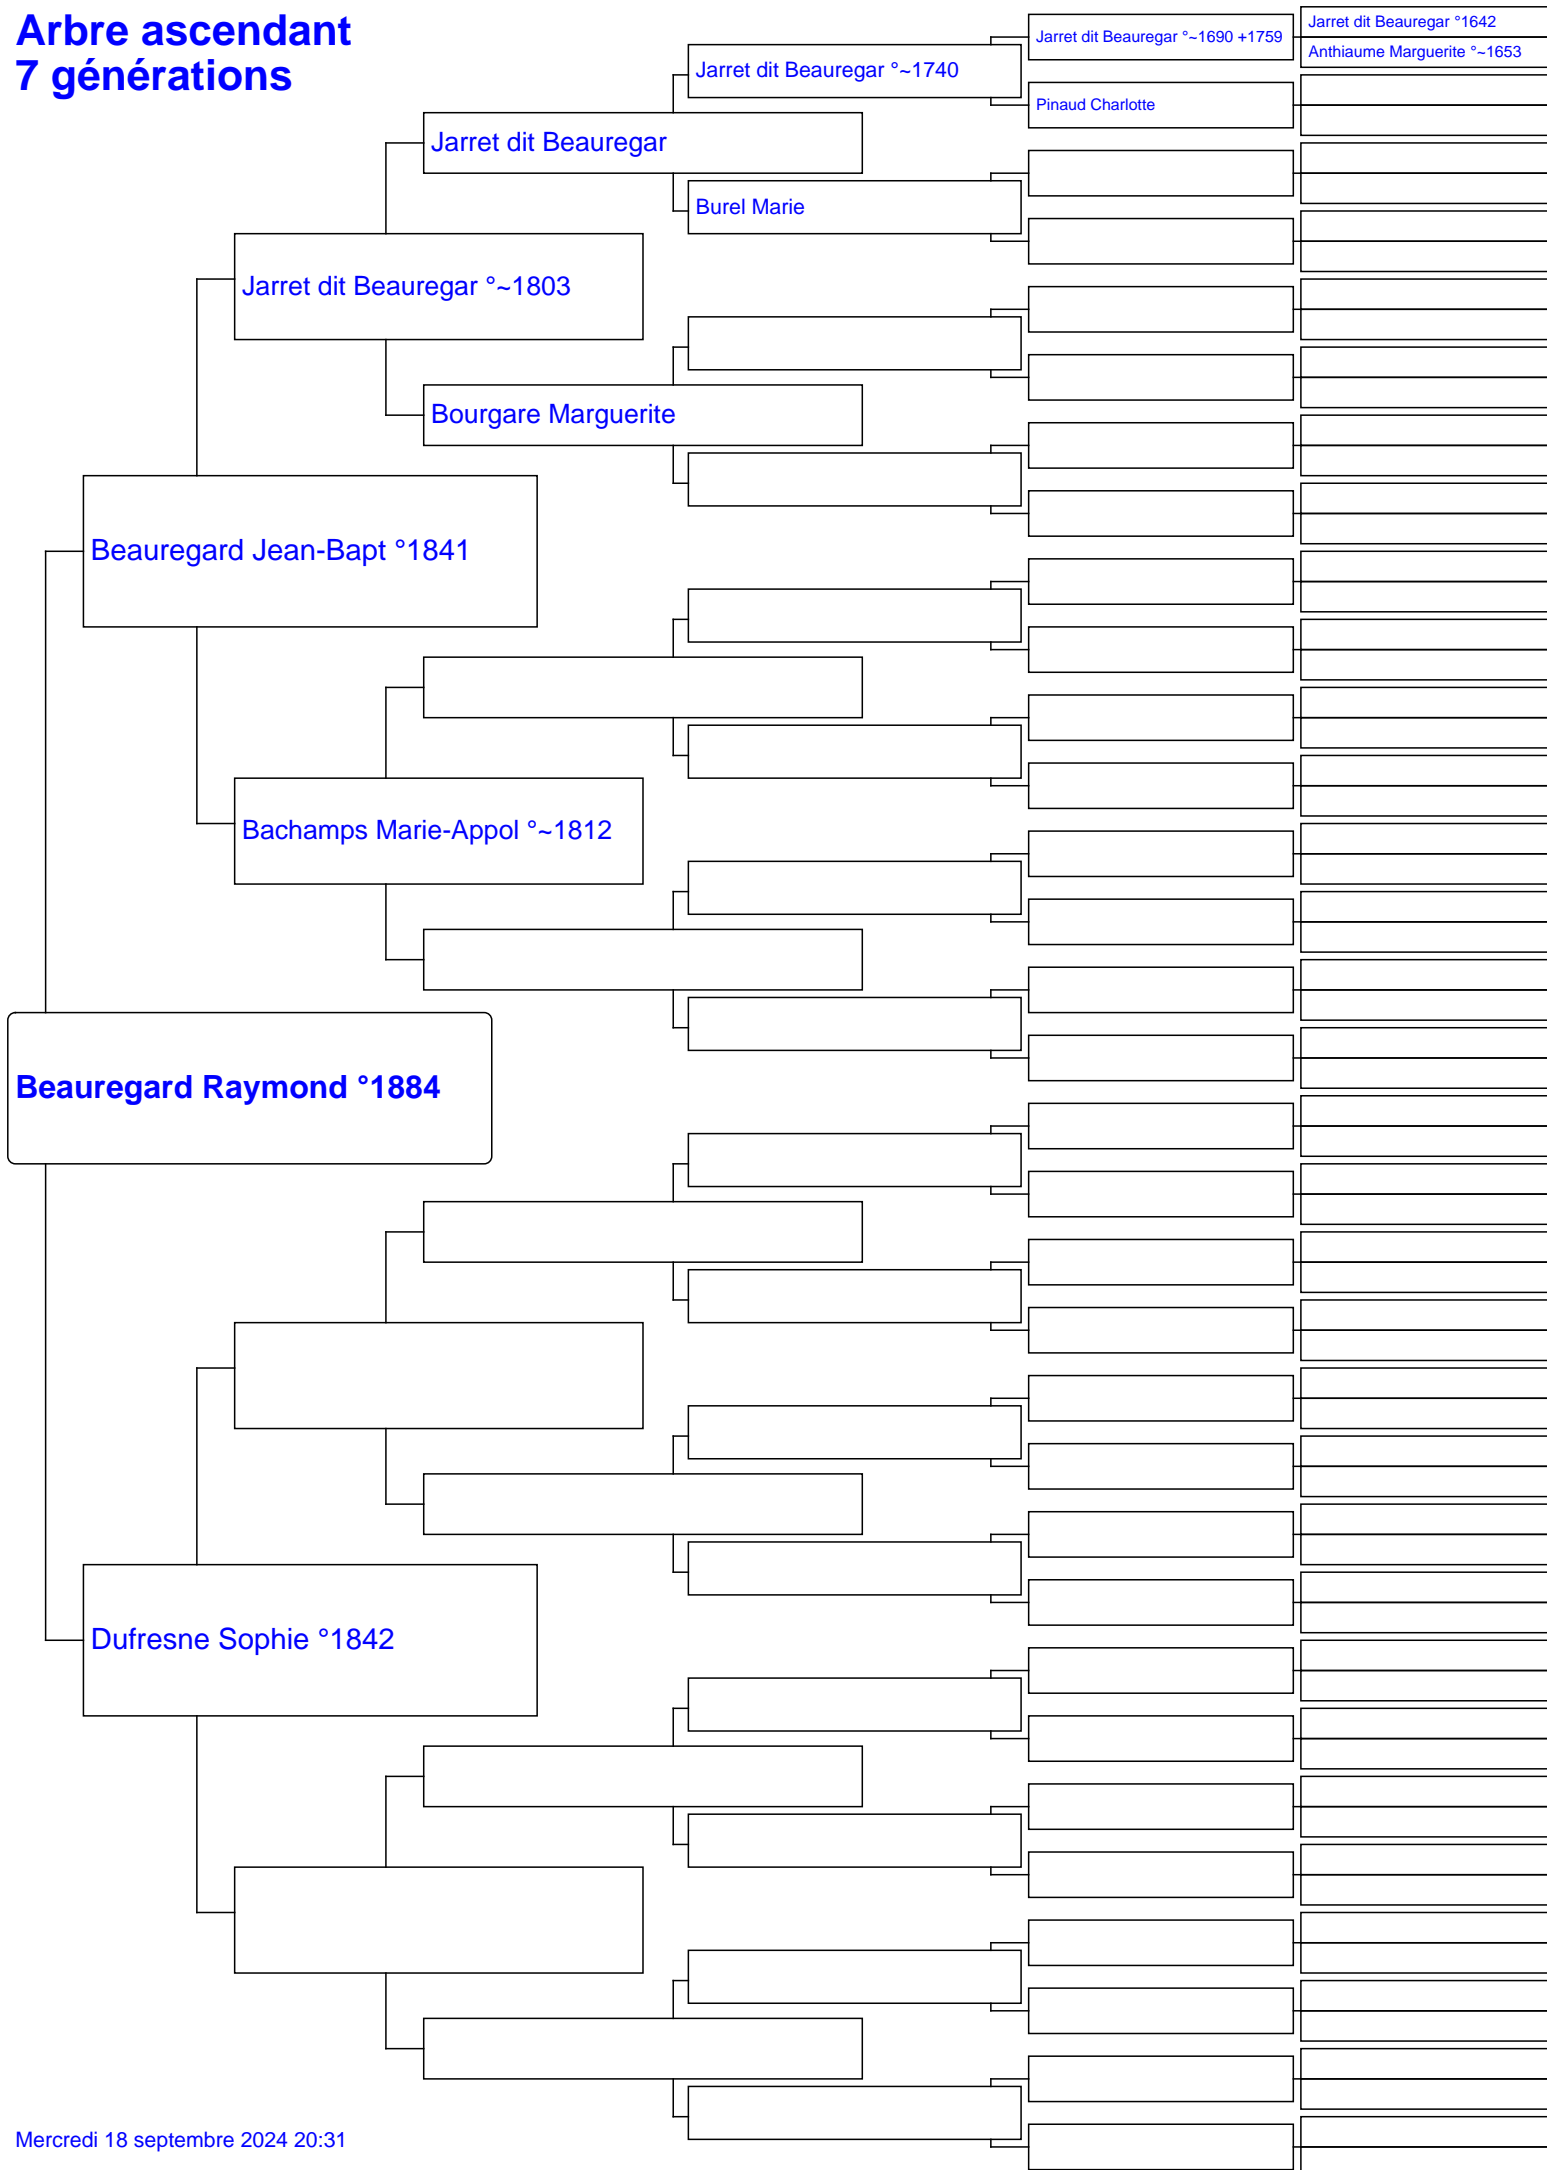 Arbre ascendant
7 générations
Jarret dit Beauregar °1642
Anthiaume Marguerite °~1653
Jarret dit Beauregar °~1690 +1759
Jarret dit Beauregar °~1740
Pinaud Charlotte
Jarret dit Beauregar
Burel Marie
Jarret dit Beauregar °~1803
Bourgare Marguerite
Beauregard Jean-Bapt °1841
Bachamps Marie-Appol °~1812
Beauregard Raymond °1884
Dufresne Sophie °1842
Mercredi 18 septembre 2024 20:31